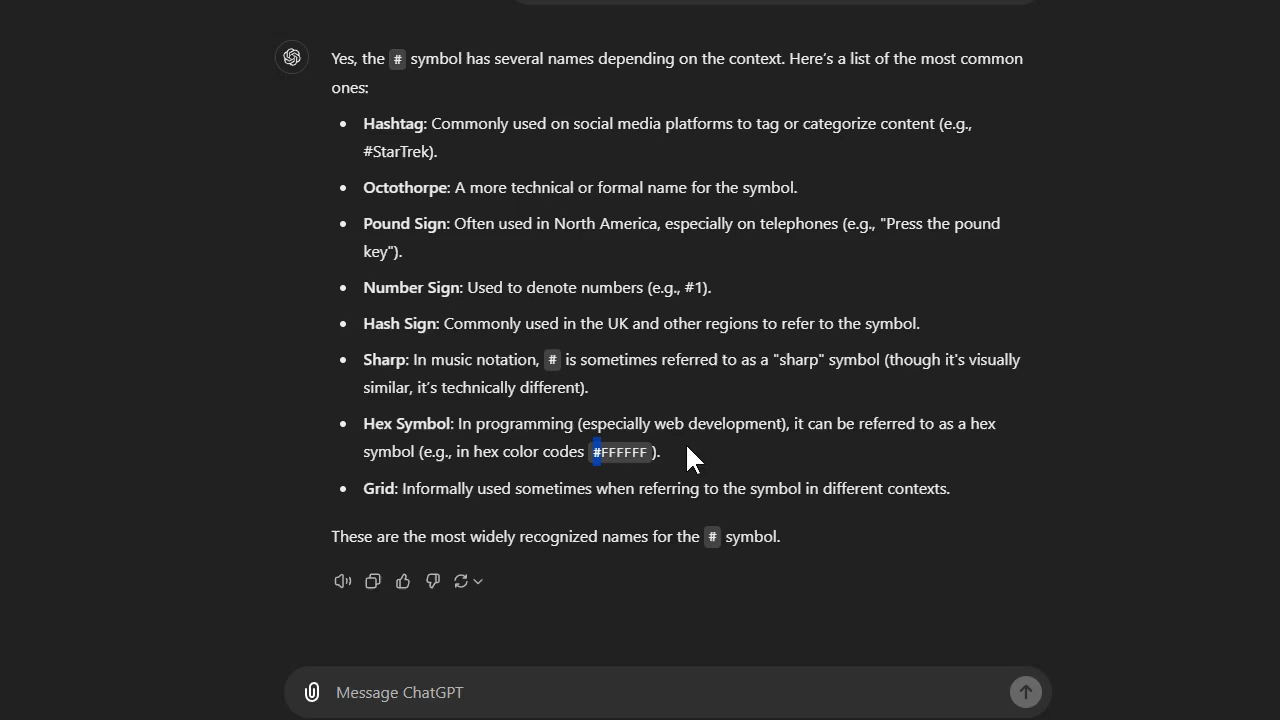 Yes, the # symbol has several names depending on the context. Here's a list of the most common
ones:
• Hashtag: Commonly used on social media platforms to tag or categorize content (e.g.,
#StarTrek).
• Octothorpe: A more technical or formal name for the symbol.
• Pound Sign: Often used in North America, especially on telephones (e.g., "Press the pound
key").
• Number Sign: Used to denote numbers (e.g., #1).
• Hash Sign: Commonly used in the UK and other regions to refer to the symbol.
• Sharp: In music notation, # is sometimes referred to as a "sharp" symbol (though it's visually
similar, it's technically different).
• Hex Symbol: In programming (especially web development), it can be referred to as a hex
symbol (e.g., in hex color codes #FFFFFF ).
• Grid: Informally used sometimes when referring to the symbol in different contexts.
These are the most widely recognized names for the # symbol.
Message ChatGPT